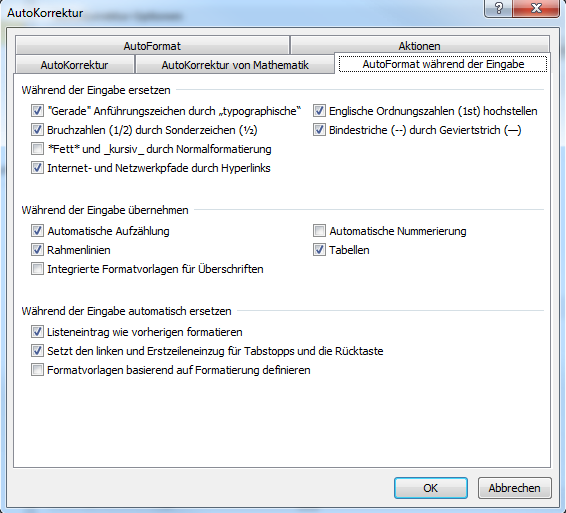 AutoKorrektur
AutoFormat
Aktionen
AutoKorrektur
AutoKorrektur von Mathematik
AutoFormat während der Eingabe
Während der Eingabe ersetzen
"Gerade" Anführungszeichen durch „typographische“
Englische Ordnungszahlen (1st) hochstellen
Bruchzahlen (1/2) durch Sonderzeichen (½)
Bindestriche (--) durch Geviertstrich (—)
*Fett* und _kursiv_ durch Normalformatierung
Internet- und Netzwerkpfade durch Hyperlinks
Während der Eingabe übernehmen
Automatische Aufzählung
Automatische Nummerierung
Rahmenlinien
Tabellen
Integrierte Formatvorlagen für Überschriften
Während der Eingabe automatisch ersetzen
Listeneintrag wie vorherigen formatieren
Setzt den linken und Erstzeileneinzug für Tabstopps und die Rücktaste
Formatvorlagen basierend auf Formatierung definieren
OK
Abbrechen